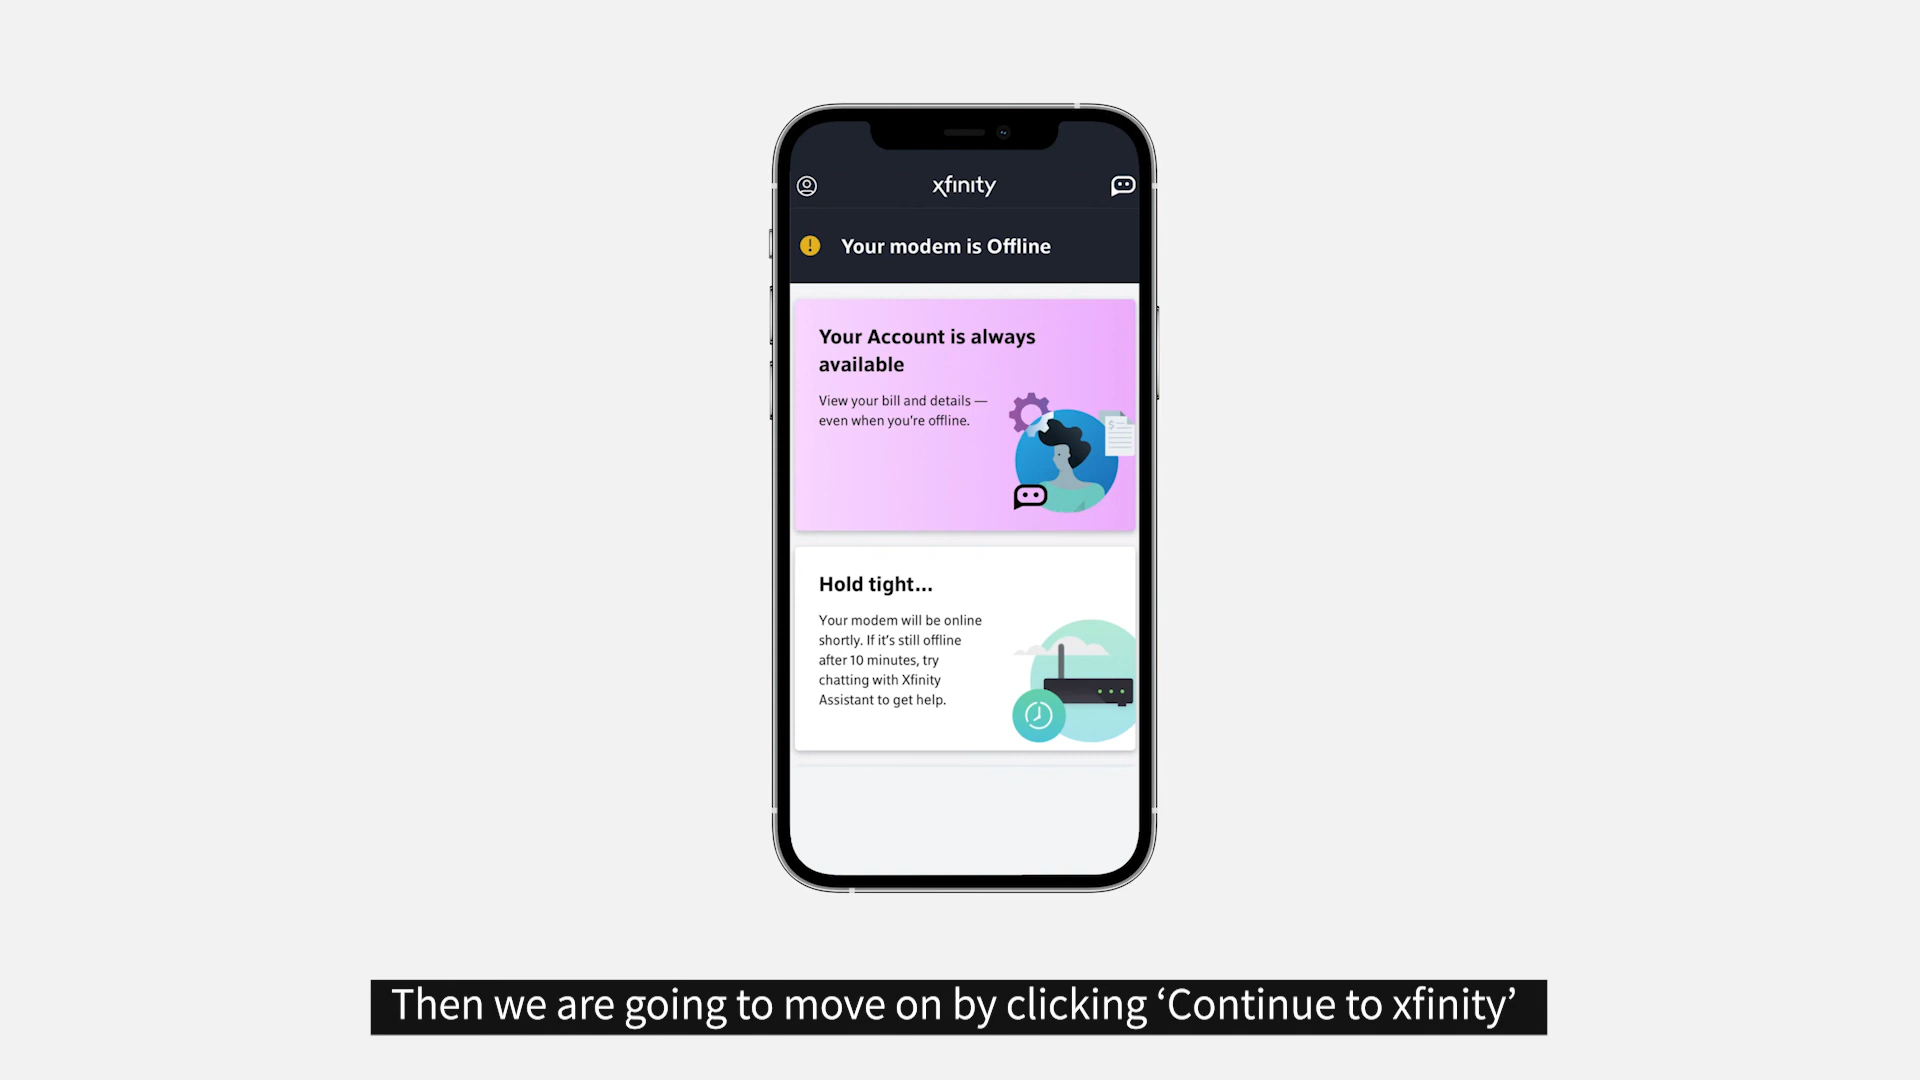 xfinity
Your modem is Offline
Your Account is always
available
View your bill and details —
even when you’re offline.
Hold tight...
Your modem will be online
shortly. If it’s still offline
after 10 minutes, try
chatting with Xfinity
Assistant to get help.
Then we are going to move on by clicking ‘Continue to xfinity’